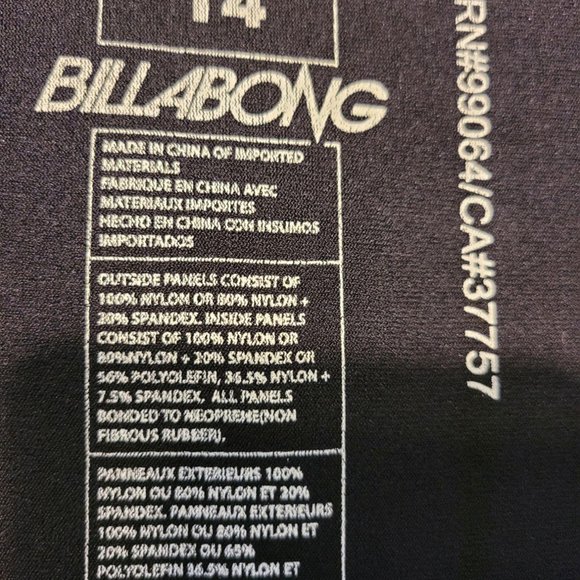 14
BILLABONG
MADE IN CHINA OF IMPORTED
MATERIALS
FABRIQUE EN CHINA AVEC
MATERIAUX IMPORTES
HECHO EN CHINA CON INSUMOS
IMPORTADOS
OUTSIDE PANELS CONSIST OF
100% NYLON OR 80% NYLON +
20% SPANDEX. INSIDE PANELS
CONSIST OF 100% NYLON OR
80%NYLON + 20% SPANDEX OR
56% POLYOLEFIN, 36.5% NYLON +
7.5% SPANDEX. ALL PANELS
BONDED TO NEOPRENE(NON
FIBROUS RUBBER).
PANNEAUX EXTERIEURS 100%
NYLON OU 80% NYLON ET 20%
SPANDEX. PANNEAUX EXTERIEURS
100% NYLON OU 80% NYLON ET
20% SPANDEX OU 65%
POLYOLEFIN 36.5% NYLON ET
RN#99064/CA#37757